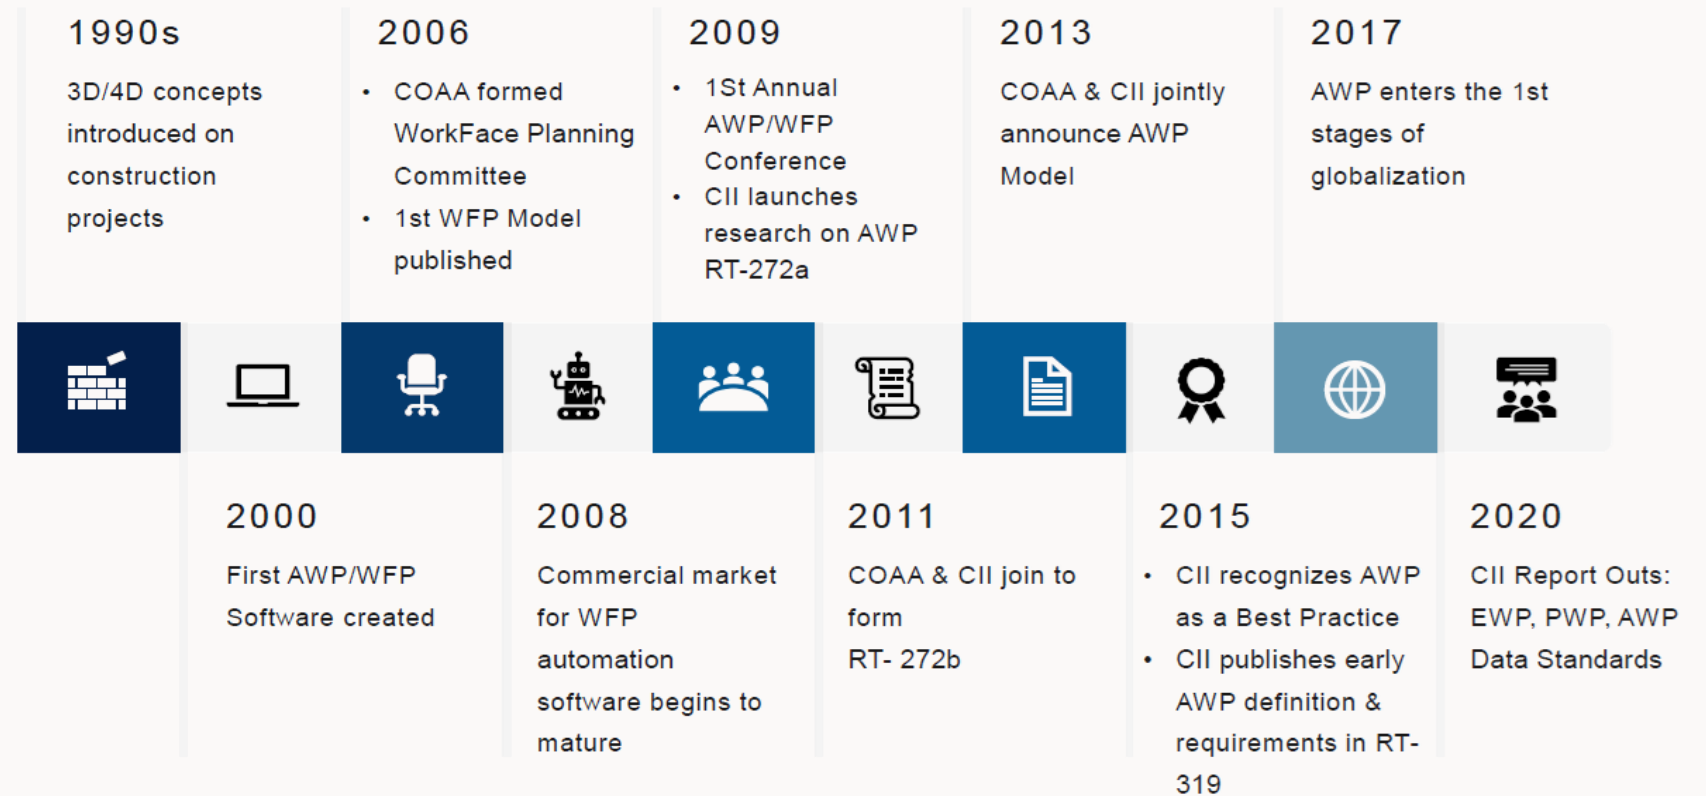 1990s
3D/4D concepts
introduced on
construction
projects
2006
• COAA formed
WorkFace Planning
Committee
• 1st WFP Model
published
2009
• 1St Annual
AWP/WFP
Conference
• CII launches
research on AWP
RT-272a
2013
COAA & CII jointly
announce AWP
Model
2017
AWP enters the 1st
stages of
globalization
2000
First AWP/WFP
Software created
2008
Commercial market
for WFP
automation
software begins to
mature
2011
COAA & CII join to
form
RT- 272b
2015
• CII recognizes AWP
as a Best Practice
• CII publishes early
AWP definition &
requirements in RT-
319
2020
CII Report Outs:
EWP, PWP, AWP
Data Standards